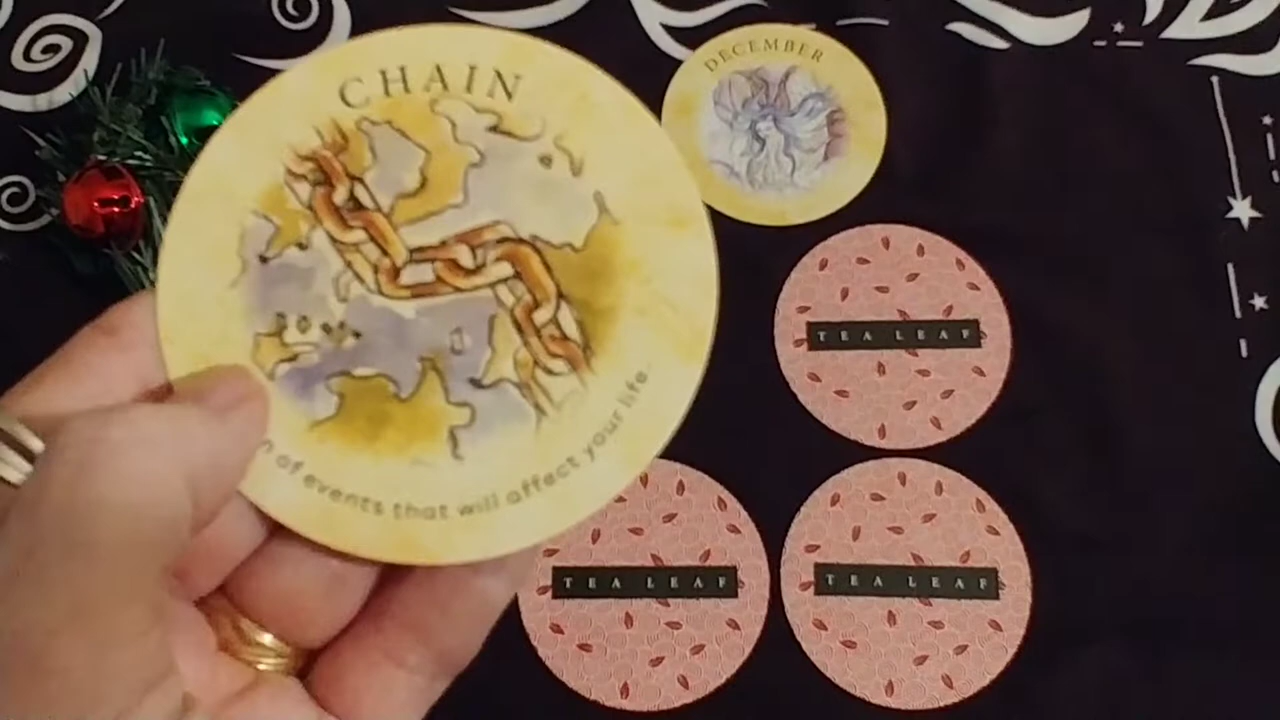 CHAIN
DECEMBER
of events that will affect your life.
TEA LEAF
TEA LEAF
TEA LEAF